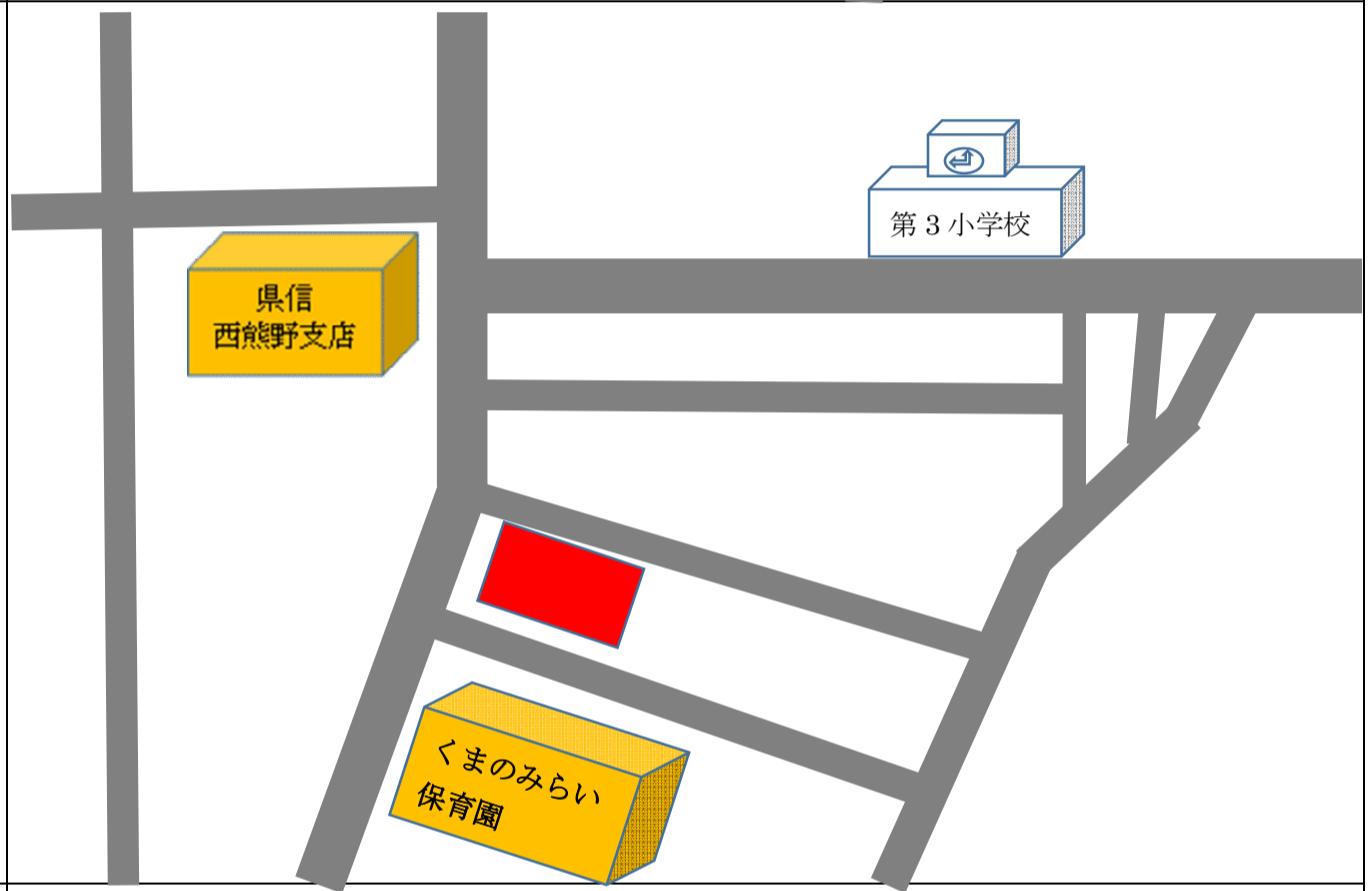 第３小学校
県信
西熊野支店
くまのみらい
保育園